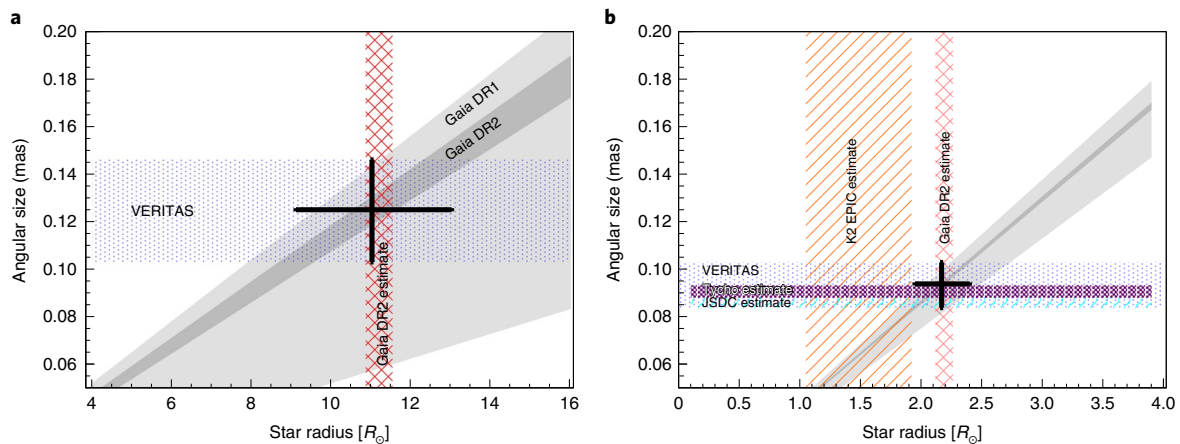 a
0.20
0.18
0.16
0.14
0.12
0.10
0.08
0.06
Angular size (mas)
Gaia DR1
Gaia DR2
VERITAS
Gaia DR2 estimate
4
6
8
10
12
14
16
Star radius [R☉]
b
0.20
0.18
0.16
0.14
0.12
0.10
0.08
0.06
Angular size (mas)
K2 EPIC estimate
Gaia DR2 estimate
VERITAS
Tycho estimate
JSDC estimate
0
0.5
1.0
1.5
2.0
2.5
3.0
3.5
4.0
Star radius [R☉]